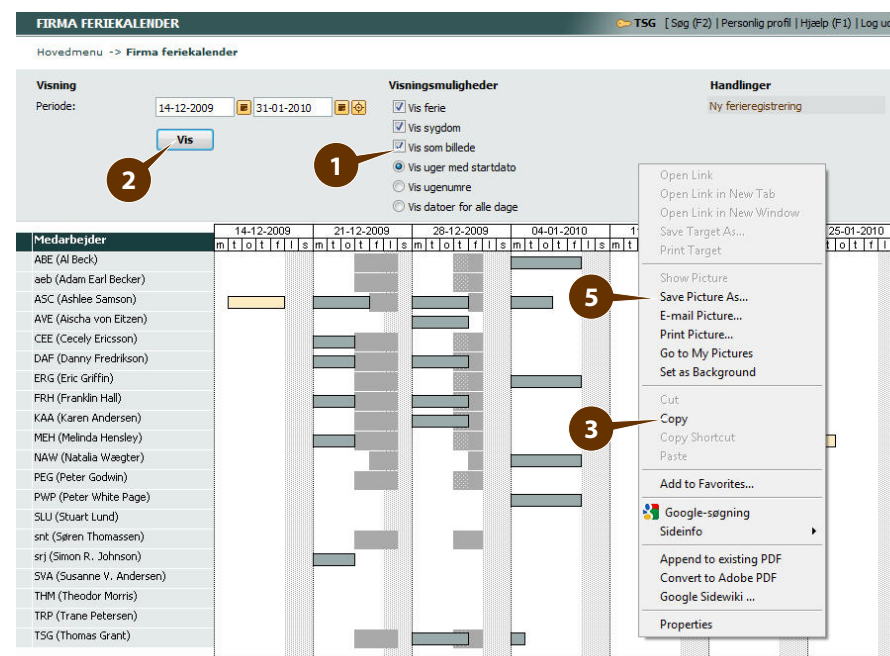 FIRMA FERIEKALENDER
TSG [ Søg (F2) | Personlig profil | Hjælp (F1) | Log ud
Hovedmenu -> Firma feriekalender
Visning
Visningsmuligheder
Handlinger
Periode:
14-12-2009
31-01-2010
Vis ferie
Ny ferieregistrering
Vis sygdom
Vis
Vis som billede
1
2
Vis uger med startdato
Vis ugenumre
Vis datoer for alle dage
Medarbejder
14-12-2009 21-12-2009 28-12-2009 04-01-2010 1 25-01-2010
m t o t f l s m t o t f l s m t o t f l s m t o t f l s m t t o t f l
ABE (Al Beck)
aeb (Adam Earl Becker)
ASC (Ashlee Samson)
AVE (Aischa von Eitzen)
CEE (Cecely Ericsson)
DAF (Danny Fredrikson)
ERG (Eric Griffin)
FRH (Franklin Hall)
KAA (Karen Andersen)
MEH (Melinda Hensley)
NAW (Natalia Wægter)
PEG (Peter Godwin)
PWP (Peter White Page)
SLU (Stuart Lund)
snt (Søren Thomassen)
srj (Simon R. Johnson)
SVA (Susanne V. Andersen)
THM (Theodor Morris)
TRP (Trane Petersen)
TSG (Thomas Grant)
Open Link
Open Link in New Tab
Open Link in New Window
Save Target As...
Print Target
Show Picture
5
Save Picture As...
E-mail Picture...
Print Picture...
Go to My Pictures
Set as Background
Cut
3
Copy
Copy Shortcut
Paste
Add to Favorites...
Google-søgning
Sideinfo
Append to existing PDF
Convert to Adobe PDF
Google Sidewiki ...
Properties